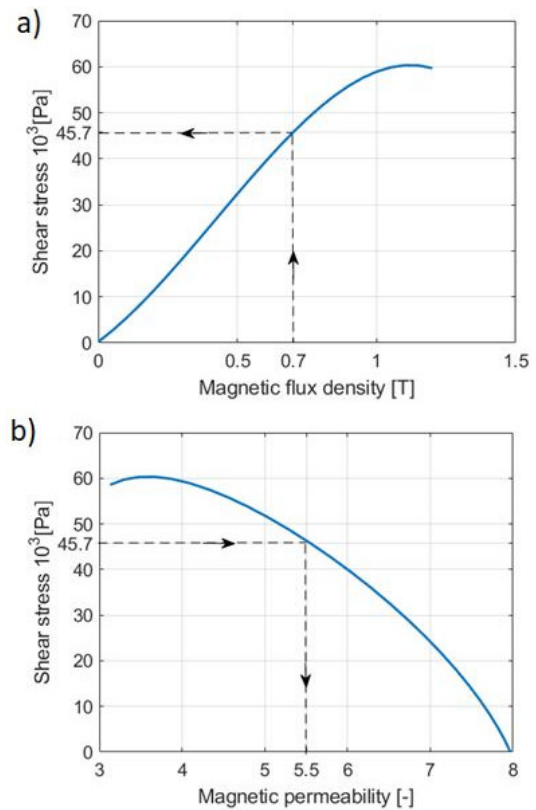 a)
70
60
50
45.7
40
30
20
10
0
Shear stress 10³[Pa]
0 0.5 0.7 1 1.5
Magnetic flux density [T]
b)
70
60
50
45.7
40
30
20
10
0
Shear stress 10³[Pa]
3 4 5 5.5 6 7 8
Magnetic permeability [-]